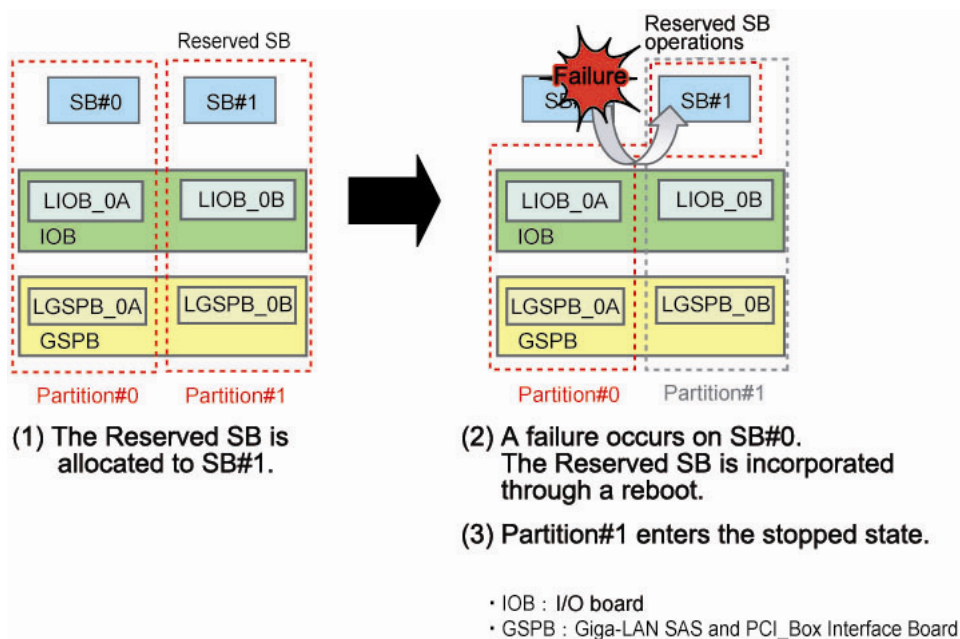 Reserved SB
SB#0
SB#1
LIOB_0A
LIOB_0B
IOB
LGSPB_0A
LGSPB_0B
GSPB
Partition#0
Partition#1
(1) The Reserved SB is
allocated to SB#1.
Reserved SB
operations
Failure
SB#1
LIOB_0A
LIOB_0B
IOB
LGSPB_0A
LGSPB_0B
GSPB
Partition#0
Partition#1
(2) A failure occurs on SB#0.
The Reserved SB is incorporated
through a reboot.
(3) Partition#1 enters the stopped state.
・IOB : I/O board
・GSPB : Giga-LAN SAS and PCI_Box Interface Board